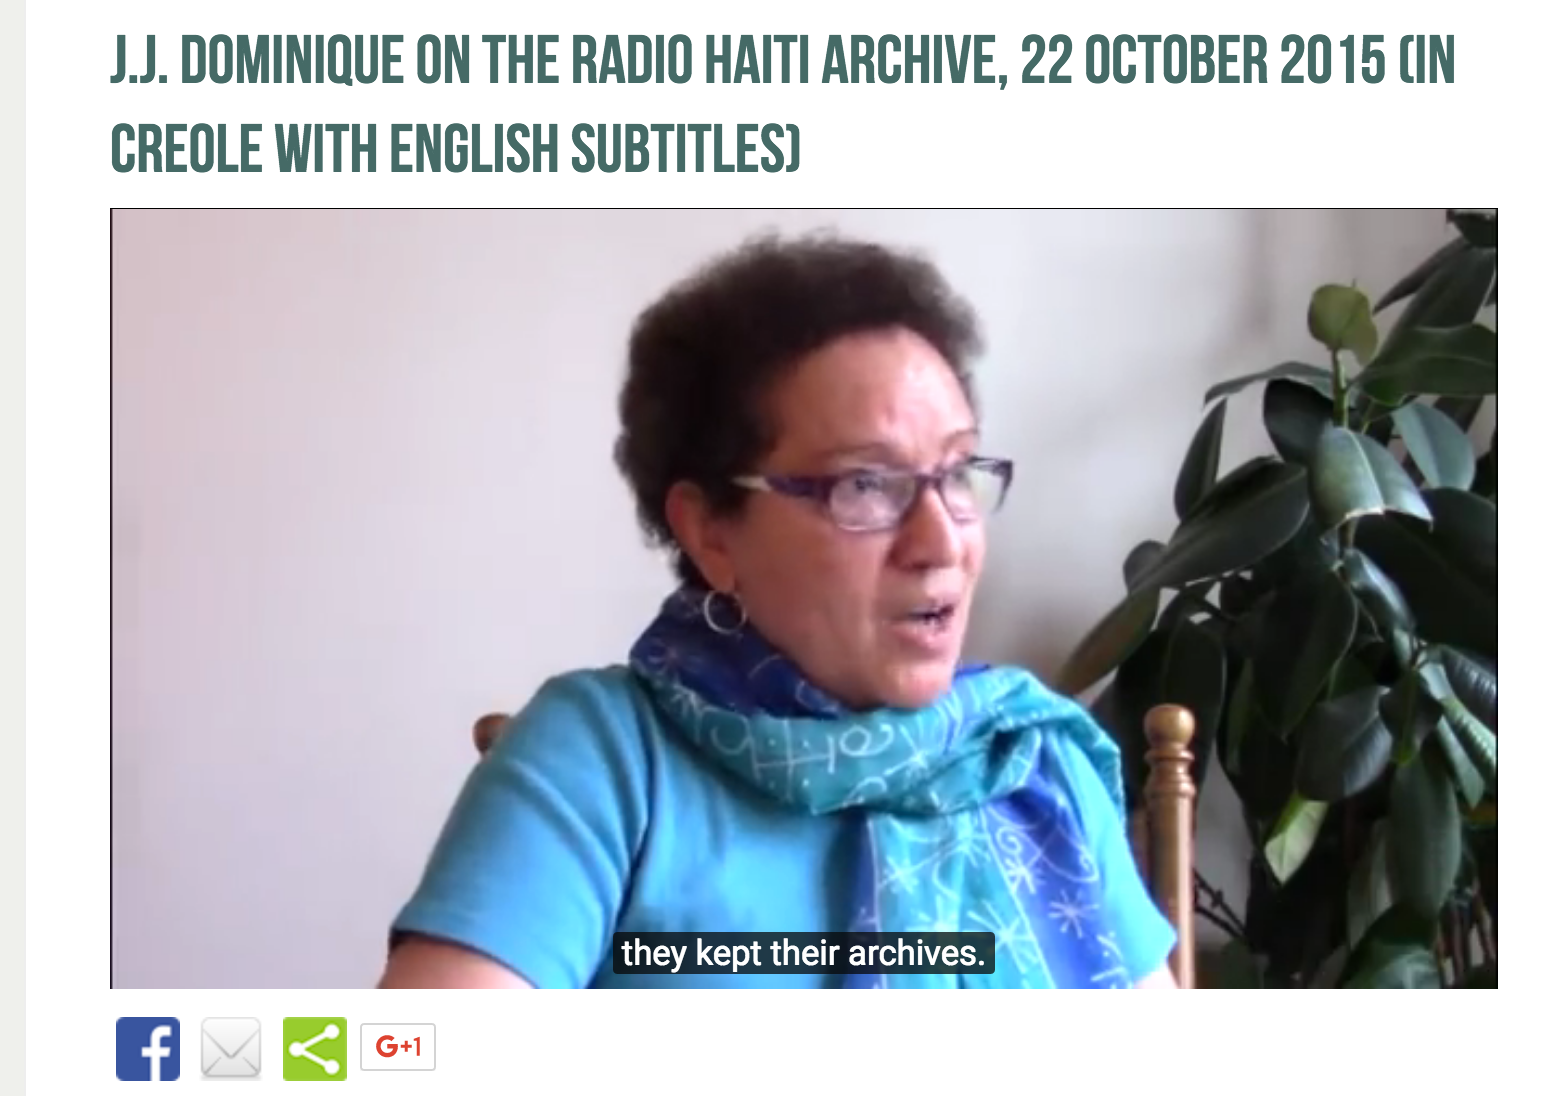 J.J. DOMINIQUE ON THE RADIO HAITI ARCHIVE, 22 OCTOBER 2015 (IN
CREOLE WITH ENGLISH SUBTITLES)
they kept their archives.
f
G+1